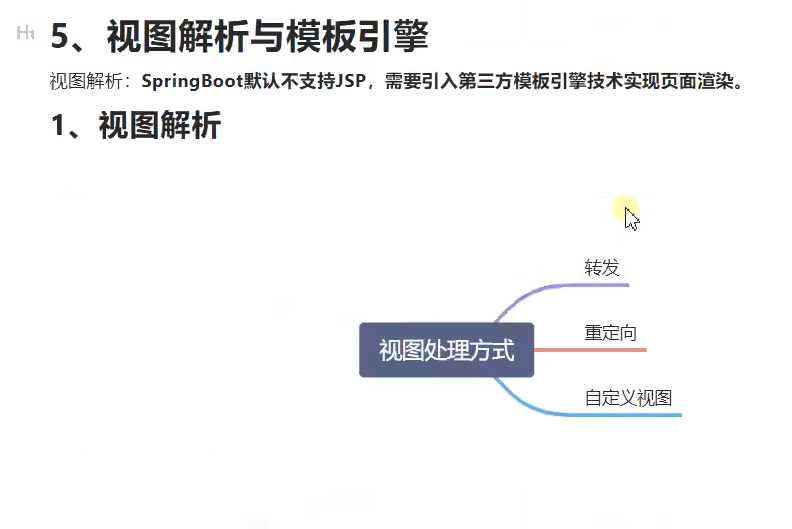 H1
5、视图解析与模板引擎
视图解析：SpringBoot默认不支持JSP，需要引入第三方模板引擎技术实现页面渲染。
1、视图解析
转发
视图处理方式
重定向
自定义视图